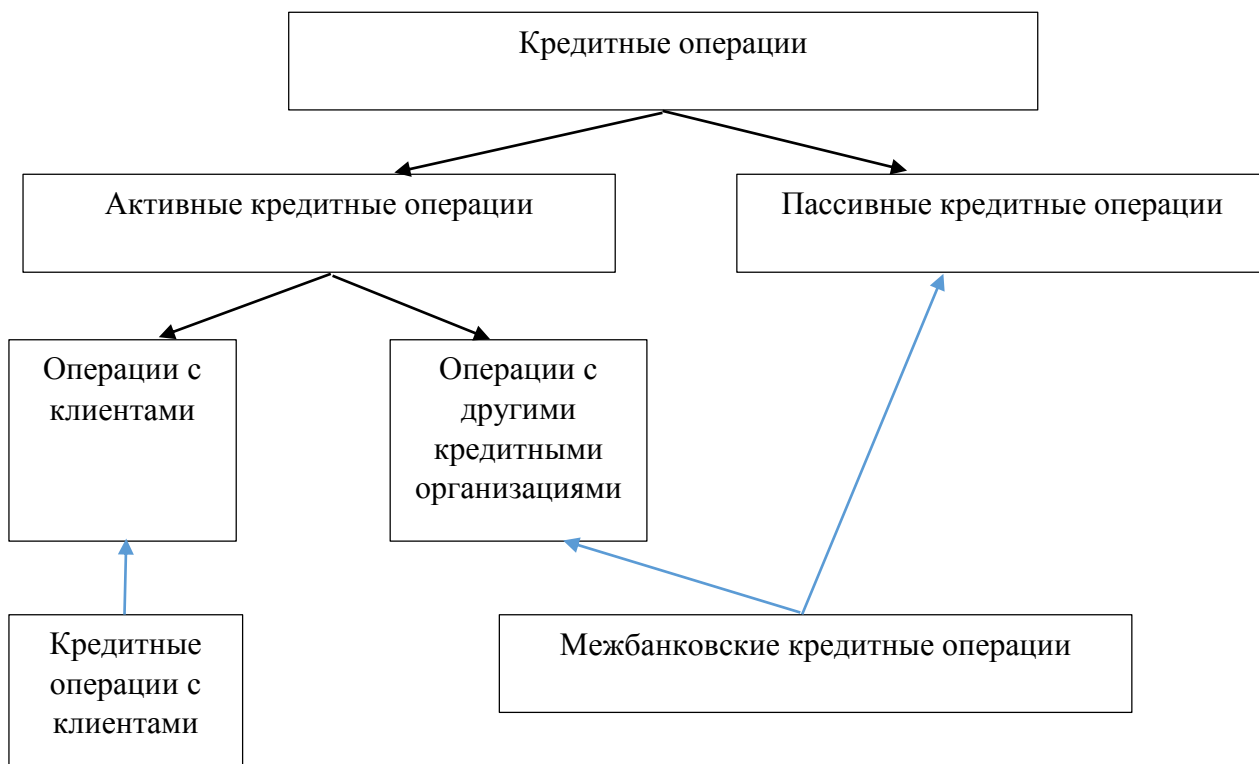 Кредитные операции
Активные кредитные операции
Пассивные кредитные операции
Операции с
клиентами
Операции с
другими
кредитными
организациями
Кредитные
операции с
клиентами
Межбанковские кредитные операции